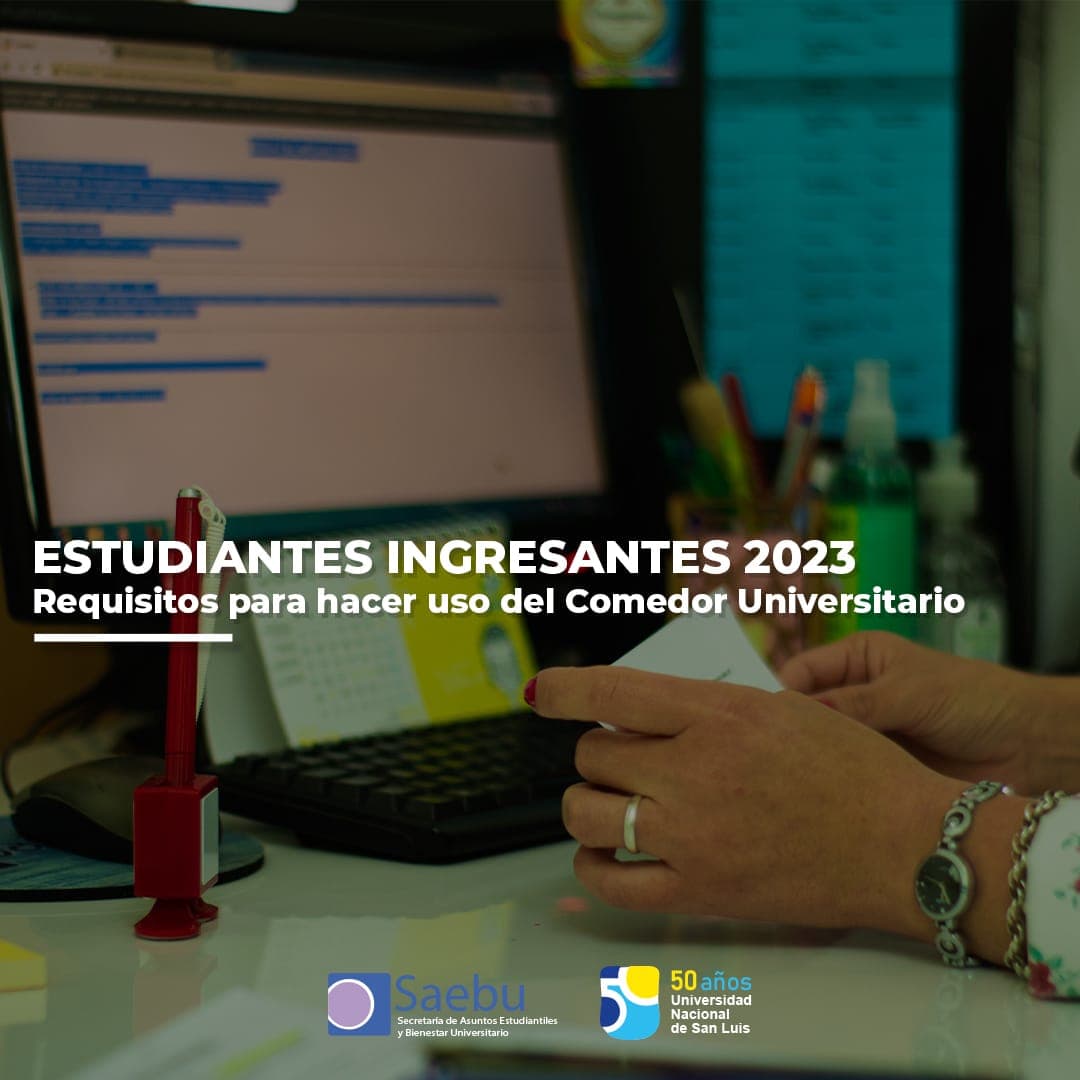 ESTUDIANTES INGRESANTES 2023
Requisitos para hacer uso del Comedor Universitario
Saebu
Secretaría de Asuntos Estudiantiles
y Bienestar Universitario
50 años
Universidad
Nacional
de San Luis